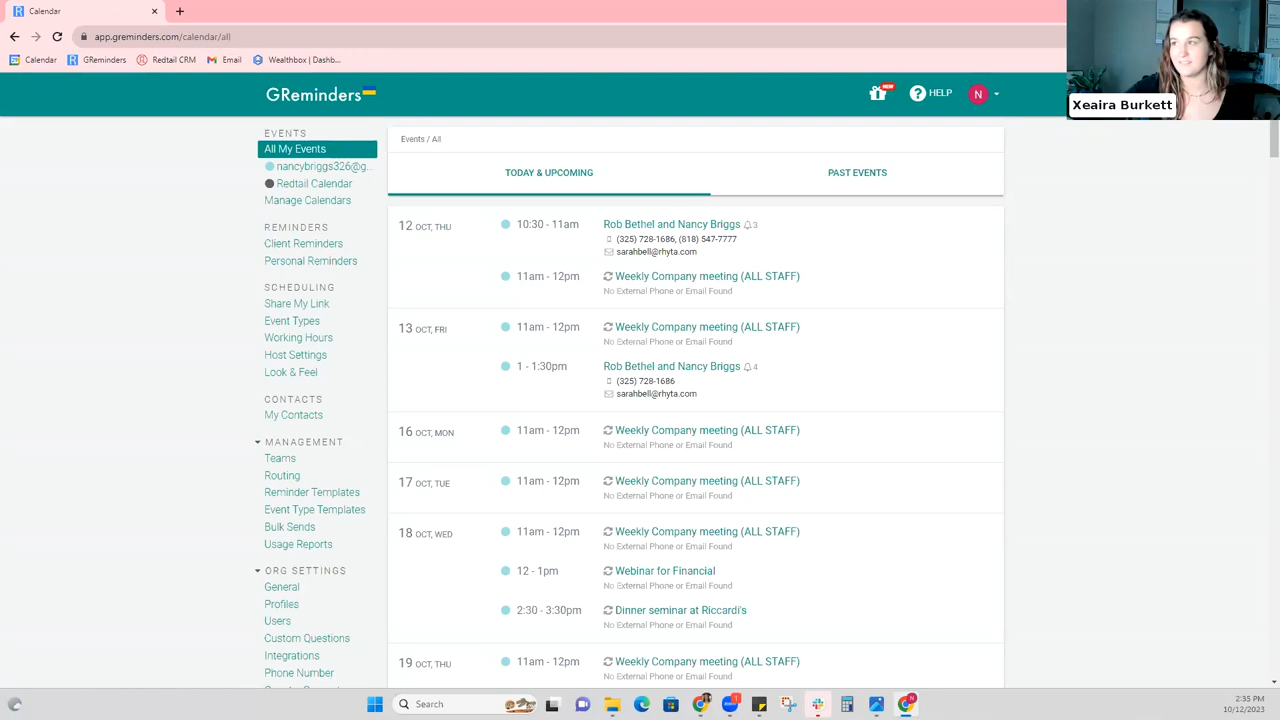 Calendar
app.greminders.com/calendar/all
Calendar GReminders Redtail CRM Email Wealthbox | Dashb...
Xeaira Burkett
GReminders
NEW
HELP
N
EVENTS
All My Events
nancybriggs326@g...
Redtail Calendar
Manage Calendars
REMINDERS
Client Reminders
Personal Reminders
SCHEDULING
Share My Link
Event Types
Working Hours
Host Settings
Look & Feel
CONTACTS
My Contacts
MANAGEMENT
Teams
Routing
Reminder Templates
Event Type Templates
Bulk Sends
Usage Reports
ORG SETTINGS
General
Profiles
Users
Custom Questions
Integrations
Phone Number
Events / All
TODAY & UPCOMING PAST EVENTS
12 OCT, THU 10:30 - 11am Rob Bethel and Nancy Briggs 3
(325) 728-1686, (818) 547-7777
sarahbell@rhyta.com
11am - 12pm Weekly Company meeting (ALL STAFF)
No External Phone or Email Found
13 OCT, FRI 11am - 12pm Weekly Company meeting (ALL STAFF)
No External Phone or Email Found
1 - 1:30pm Rob Bethel and Nancy Briggs 4
(325) 728-1686
sarahbell@rhyta.com
16 OCT, MON 11am - 12pm Weekly Company meeting (ALL STAFF)
No External Phone or Email Found
17 OCT, TUE 11am - 12pm Weekly Company meeting (ALL STAFF)
No External Phone or Email Found
18 OCT, WED 11am - 12pm Weekly Company meeting (ALL STAFF)
No External Phone or Email Found
12 - 1pm Webinar for Financial
No External Phone or Email Found
2:30 - 3:30pm Dinner seminar at Riccardi's
No External Phone or Email Found
19 OCT, THU 11am - 12pm Weekly Company meeting (ALL STAFF)
No External Phone or Email Found
Search
2:35 PM
10/12/2023